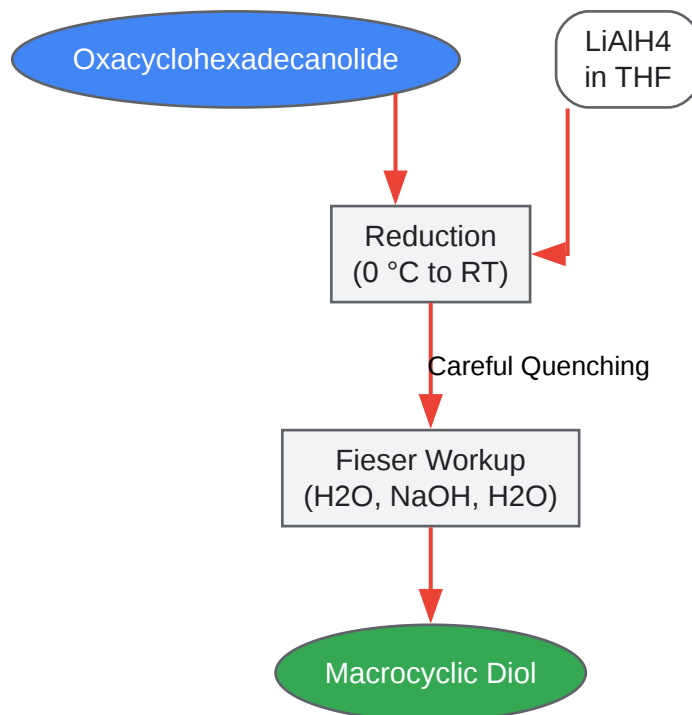 Oxacyclohexadecanolide
LiAlH4
in THF
Reduction
(0 °C to RT)
Careful Quenching
Fieser Workup
(H2O, NaOH, H2O)
Macrocyclic Diol